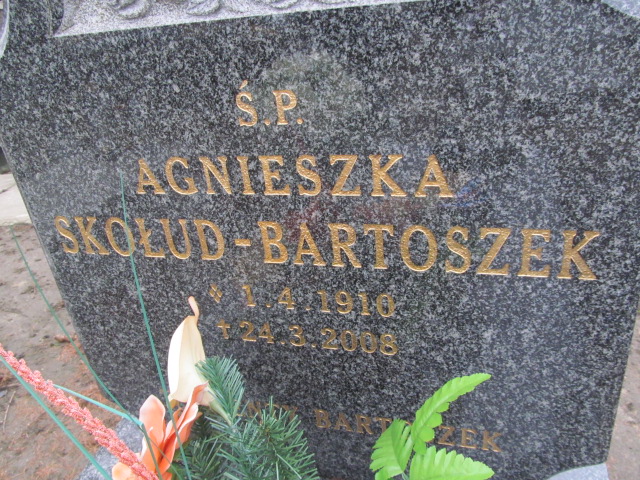 Ś.P.
AGNIESZKA
SKOŁUD-BARTOSZEK
* 1.4.1910
† 24.3.2008